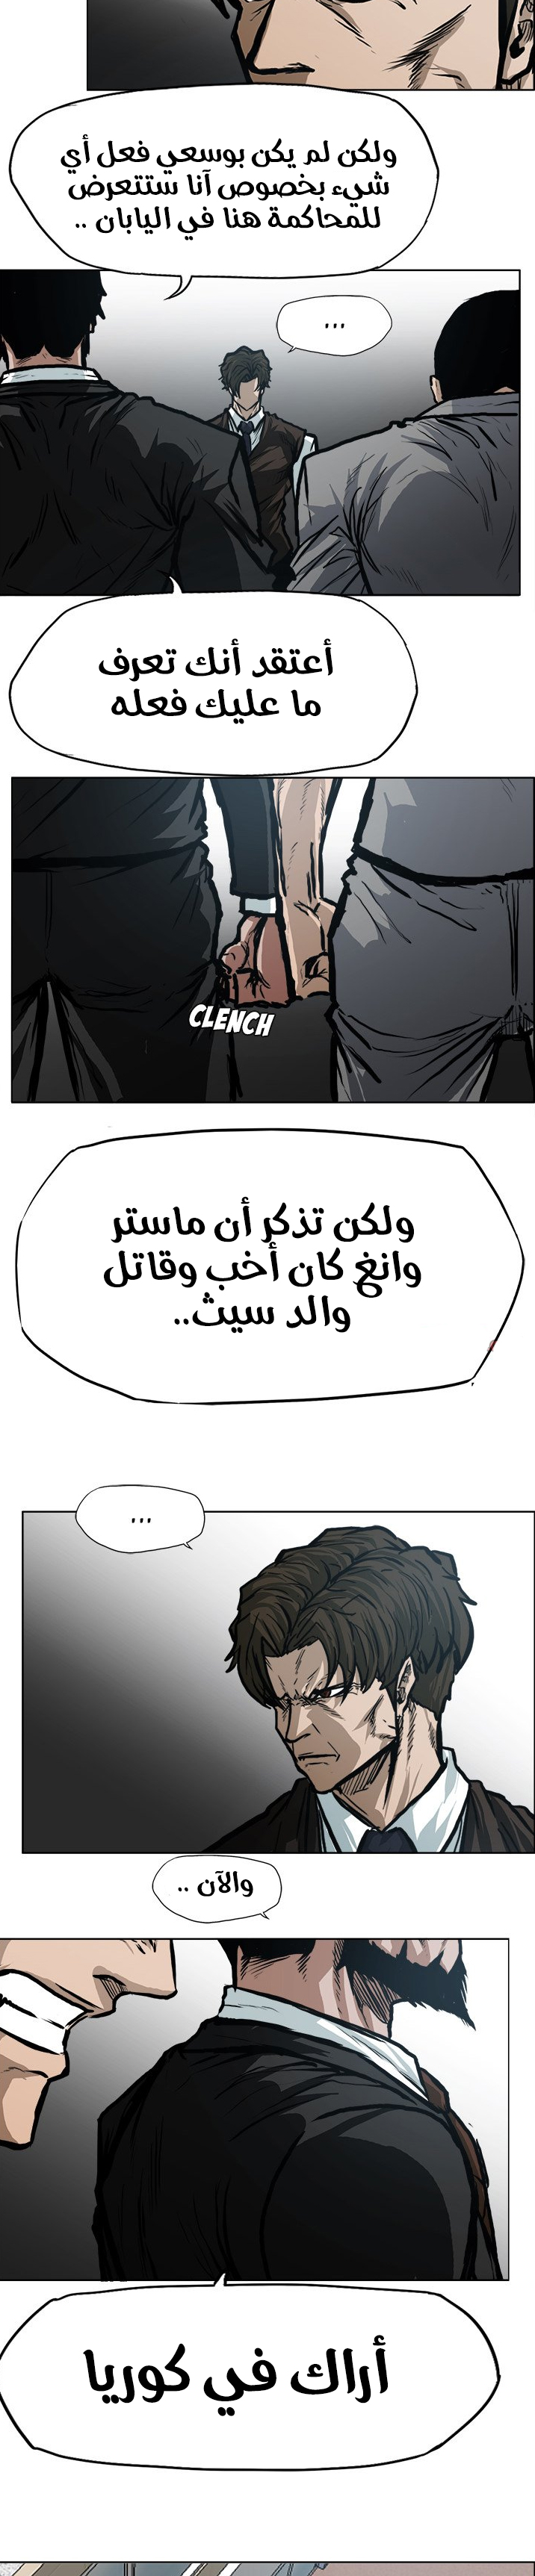 ولكن لم يكن بوسعي فعل أي
شيء بخصوص آنا ستتعرض
للمحاكمة هنا في اليابان ..
...
أعتقد أنك تعرف
ما عليك فعله
CLENCH
ولكن تذكر أن ماستر
وانغ كان أخب وقاتل
والد سيث..
...
والآن ..
أراك في كوريا